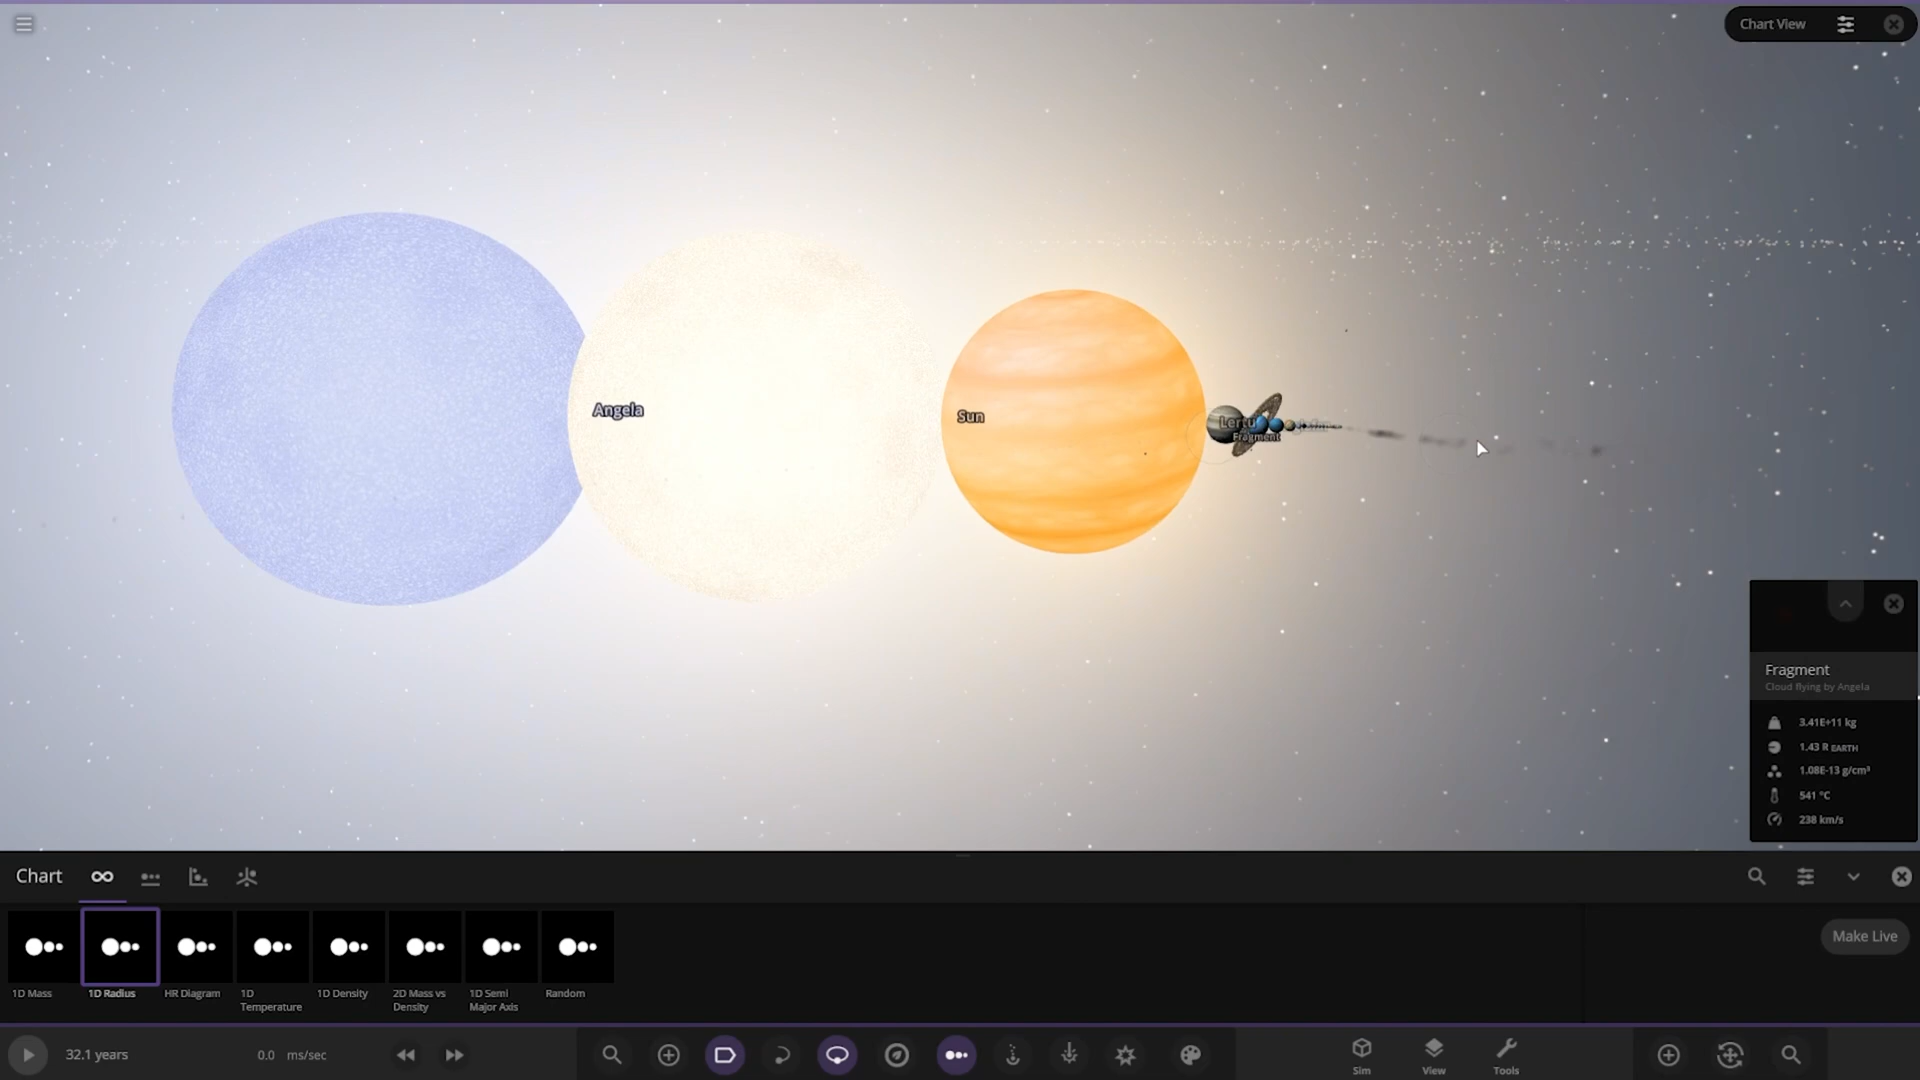 Chart View
Angela
Sun
Lertu
Fragment
Fragment
Cloud flying by Angela
3.41E+11 kg
1.43 R EARTH
1.08E-13 g/cm³
541 °C
238 km/s
Chart
Make Live
1D Mass
1D Radius
HR Diagram
1D
Temperature
1D Density
2D Mass vs
Density
1D Semi
Major Axis
Random
32.1 years
0.0 ms/sec
Sim
View
Tools